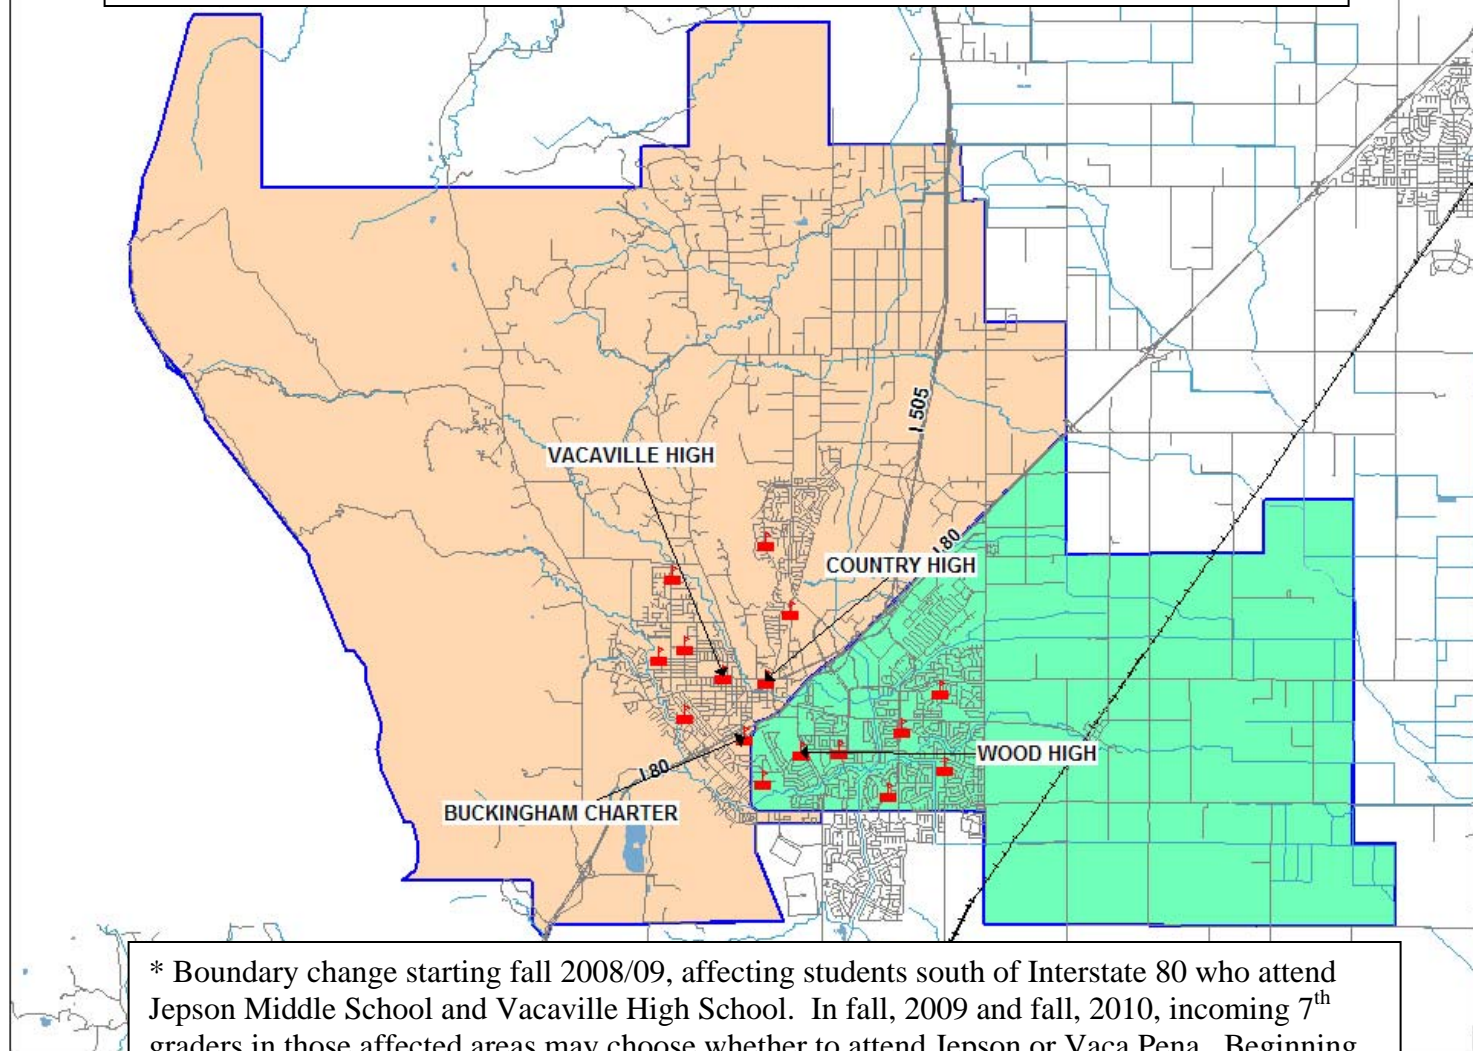 I 505
VACAVILLE HIGH
I 80
COUNTRY HIGH
WOOD HIGH
I 80
BUCKINGHAM CHARTER
* Boundary change starting fall 2008/09, affecting students south of Interstate 80 who attend
Jepson Middle School and Vacaville High School.  In fall, 2009 and fall, 2010, incoming 7th
graders in those affected areas may choose whether to attend Jepson or Vaca Pena.  Beginning